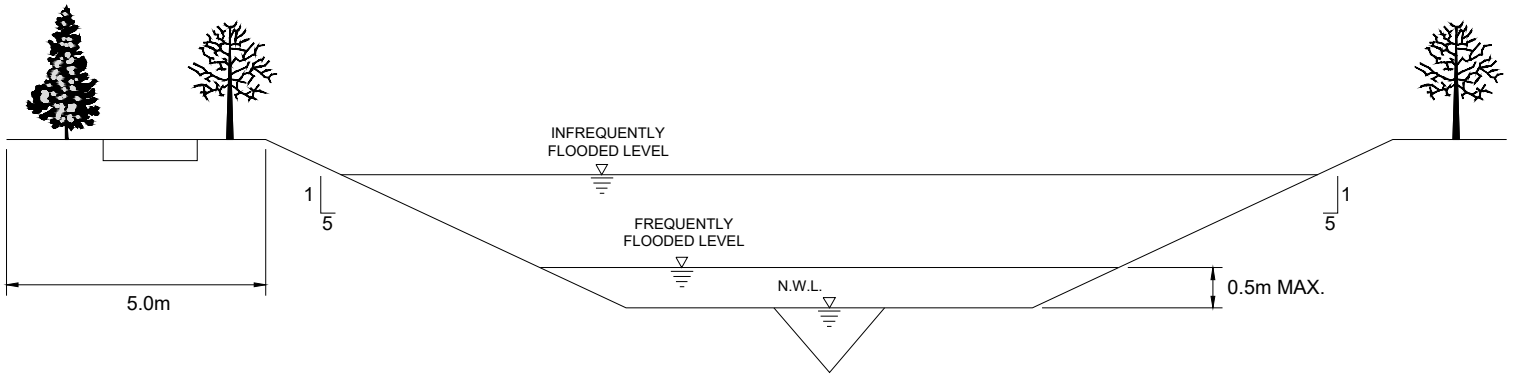 INFREQUENTLY
FLOODED LEVEL
1
5
1
5
FREQUENTLY
FLOODED LEVEL
N.W.L.
0.5m MAX.
5.0m